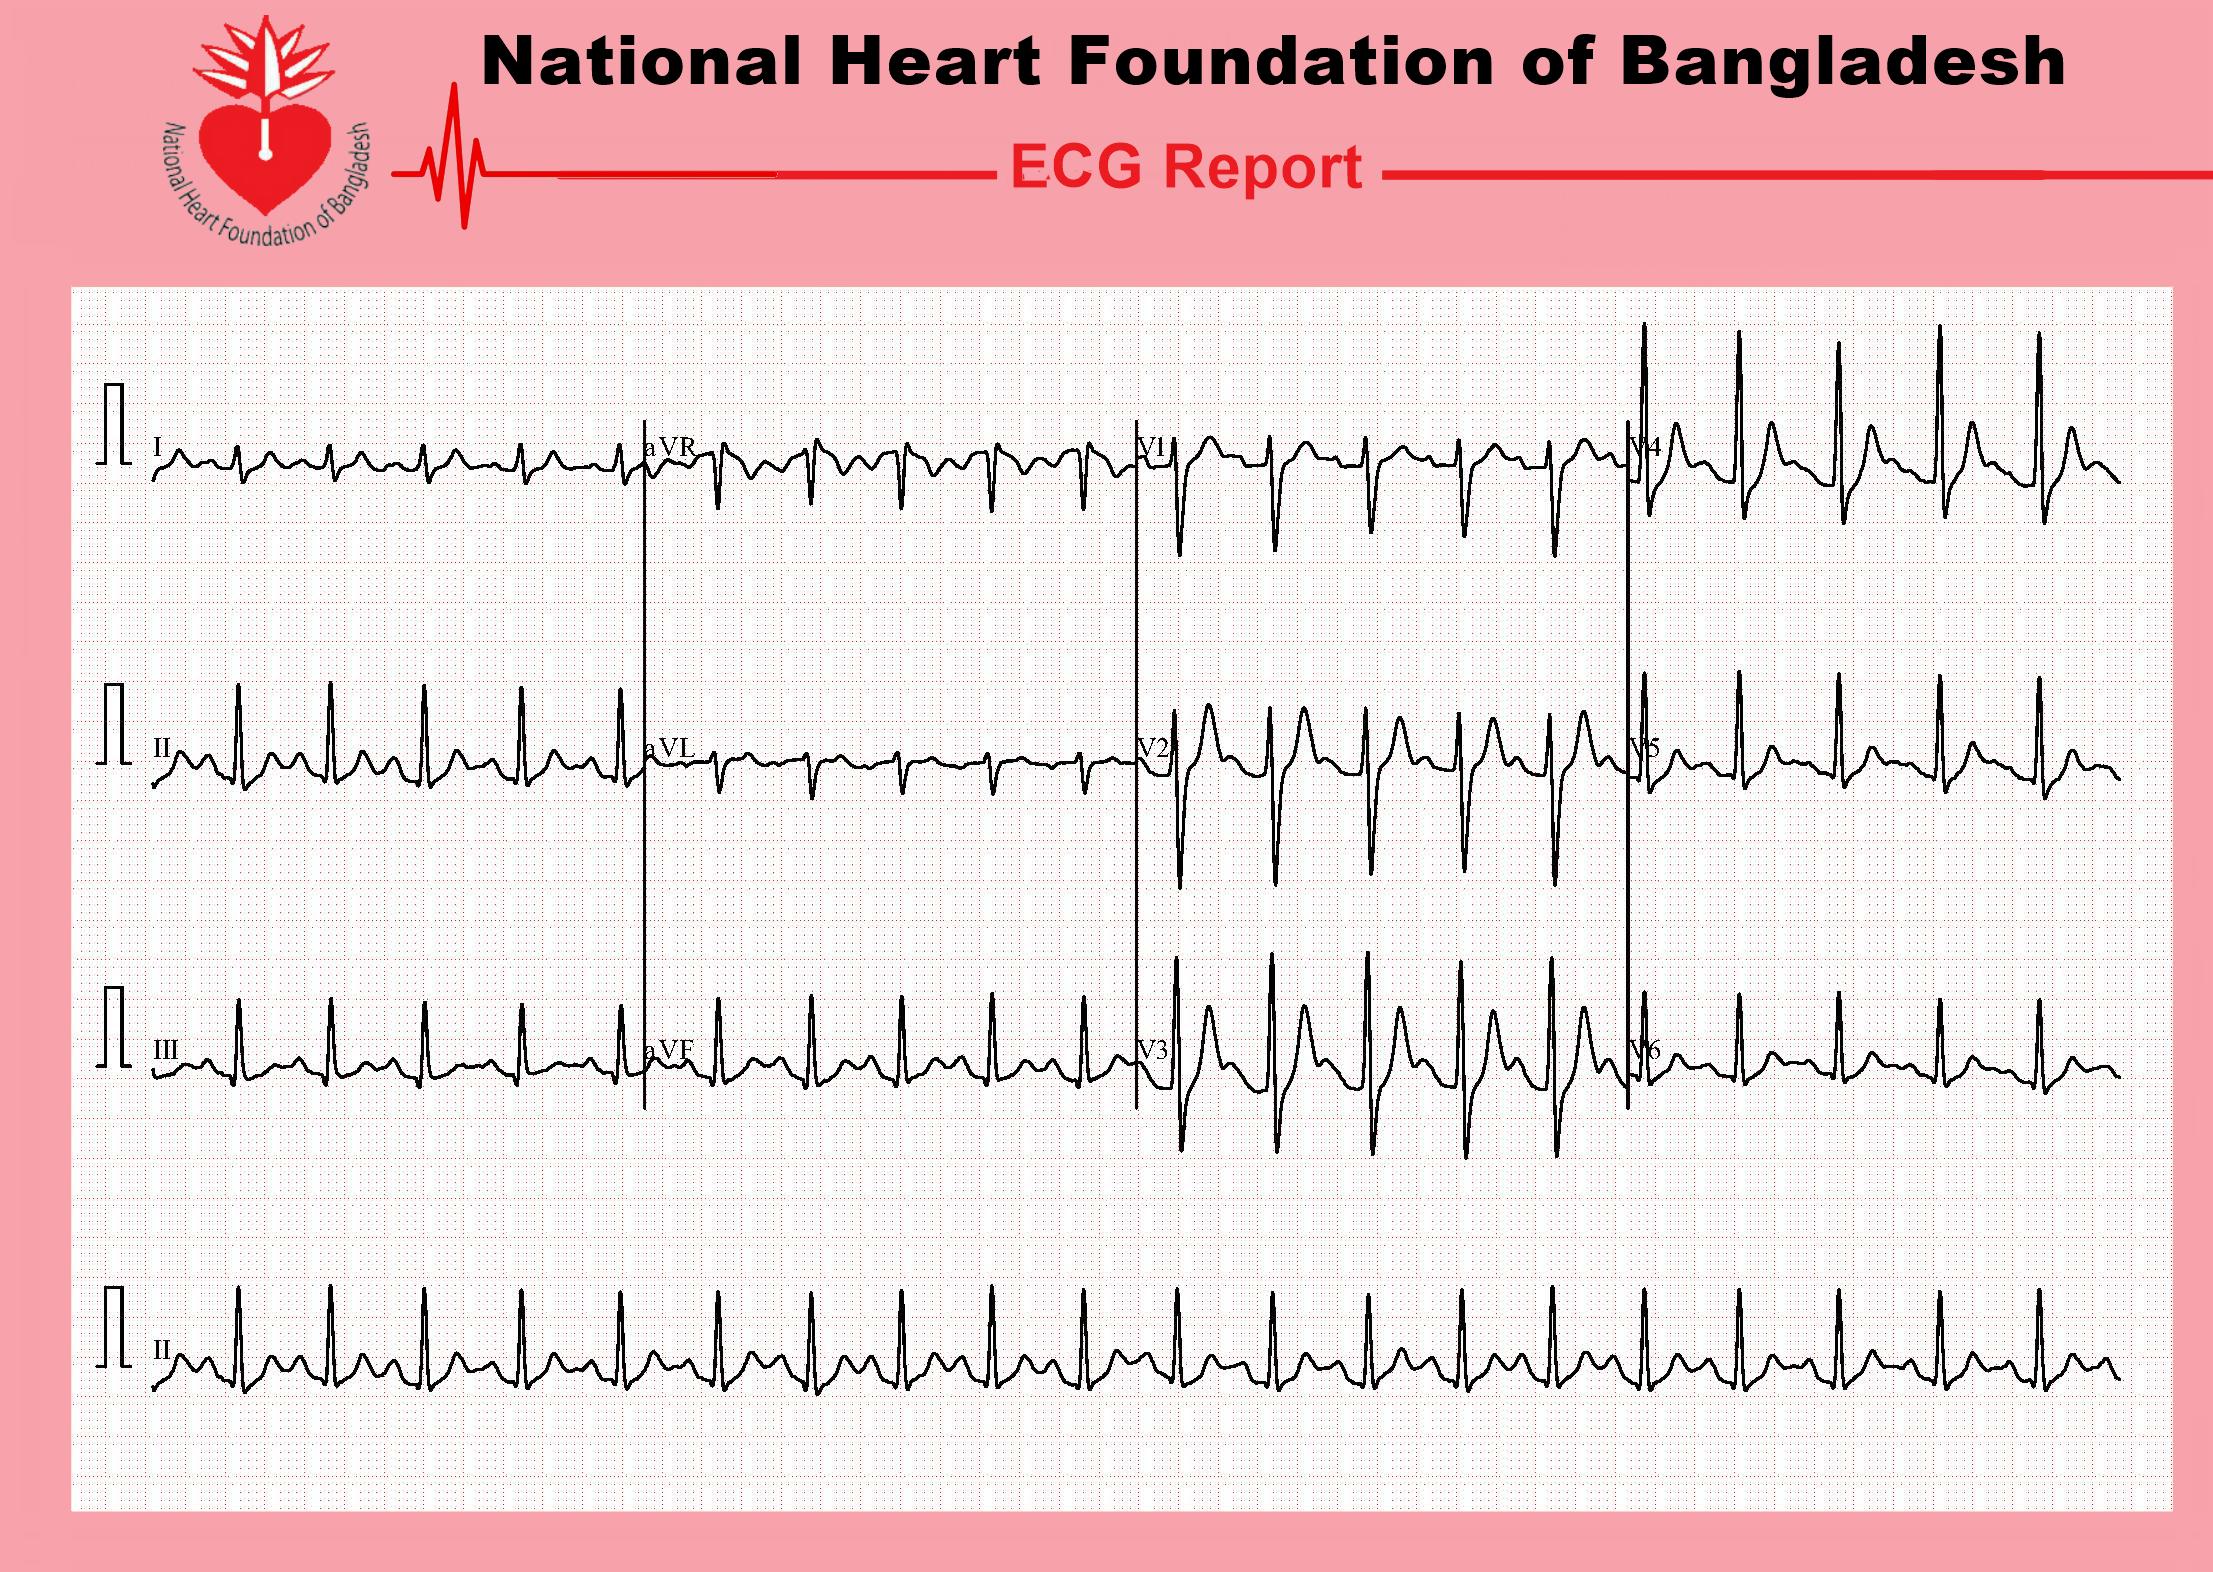 National Heart Foundation of Bangladesh
National Heart Foundation of Bangladesh
ECG Report
I
aVR
V1
V4
II
aVL
V2
V5
III
aVF
V3
V6
II